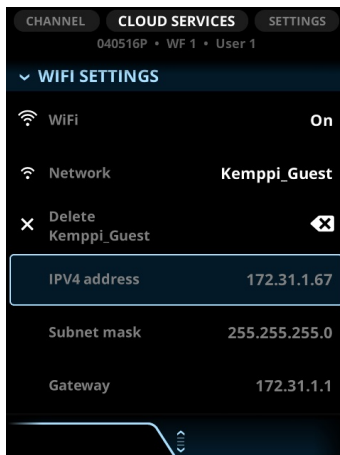 CHANNEL CLOUD SERVICES SETTINGS
040516P • WF 1 • User 1
WIFI SETTINGS
WiFi On
Network Kemppi_Guest
Delete
Kemppi_Guest
IPV4 address 172.31.1.67
Subnet mask 255.255.255.0
Gateway 172.31.1.1